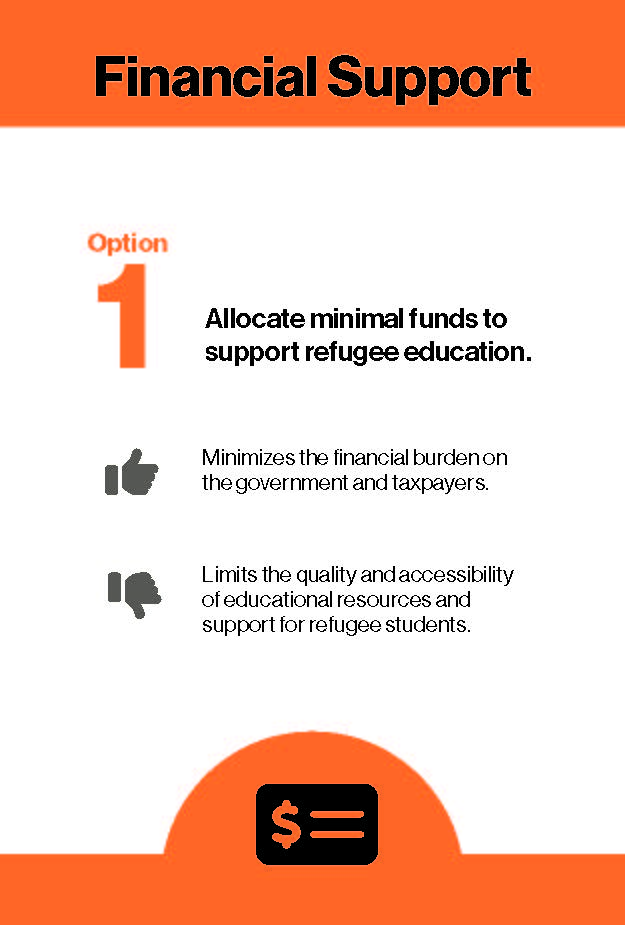 Financial Support
Option
1
Allocate minimal funds to
support refugee education.
Minimizes the financial burden on
the government and taxpayers.
Limits the quality and accessibility
of educational resources and
support for refugee students.
$